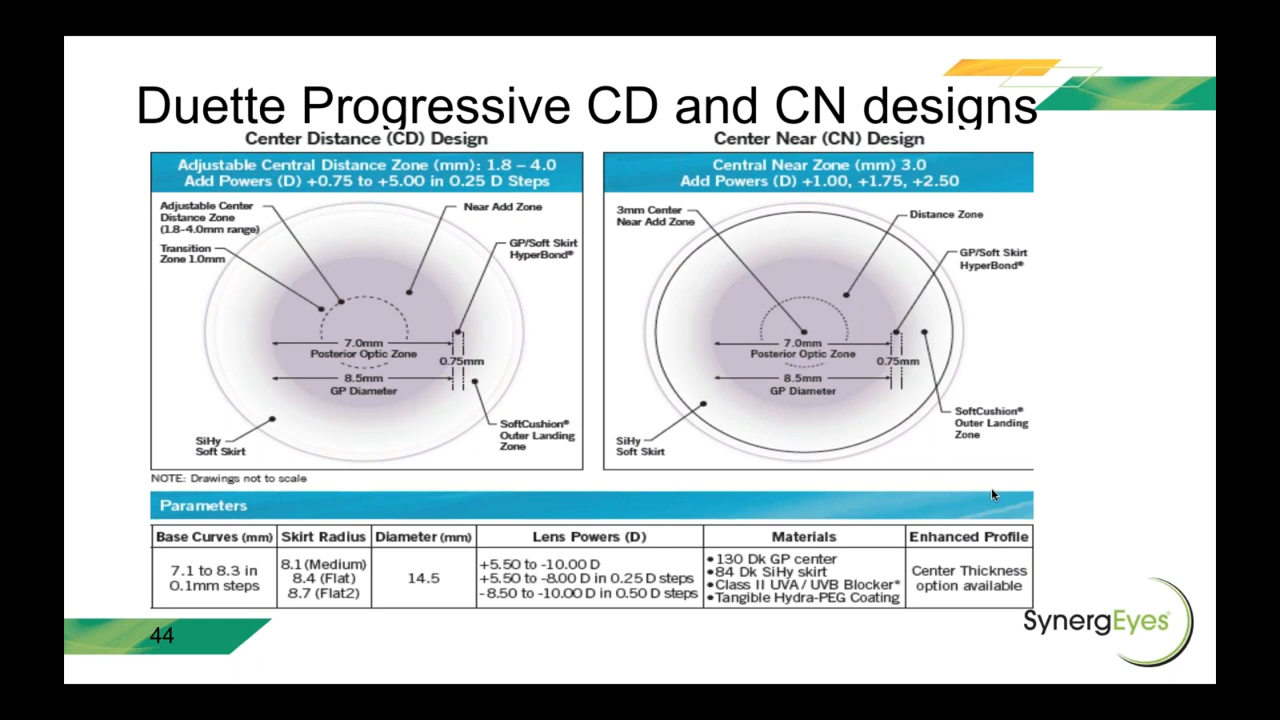 Duette Progressive CD and CN designs
Center Distance (CD) Design
Adjustable Central Distance Zone (mm): 1.8 – 4.0
Add Powers (D) +0.75 to +5.00 in 0.25 D Steps
Adjustable Center
Distance Zone
(1.8-4.0mm range)
Transition
Zone 1.0mm
Near Add Zone
GP/Soft Skirt
HyperBond®
7.0mm
Posterior Optic Zone
0.75mm
8.5mm
GP Diameter
SiHy
Soft Skirt
SoftCushion®
Outer Landing
Zone
NOTE: Drawings not to scale
Center Near (CN) Design
Central Near Zone (mm) 3.0
Add Powers (D) +1.00, +1.75, +2.50
3mm Center
Near Add Zone
Distance Zone
GP/Soft Skirt
HyperBond®
7.0mm
Posterior Optic Zone
0.75mm
8.5mm
GP Diameter
SiHy
Soft Skirt
SoftCushion®
Outer Landing
Zone
Parameters
Base Curves (mm) Skirt Radius Diameter (mm) Lens Powers (D) Materials Enhanced Profile
7.1 to 8.3 in
0.1mm steps
8.1 (Medium)
8.4 (Flat)
8.7 (Flat2)
14.5
+5.50 to -10.00 D
+5.50 to -8.00 D in 0.25 D steps
-8.50 to -10.00 D in 0.50 D steps
•130 Dk GP center
•84 Dk SiHy skirt
•Class II UVA / UVB Blocker*
•Tangible Hydra-PEG Coating
Center Thickness
option available
44
SynergEyes®